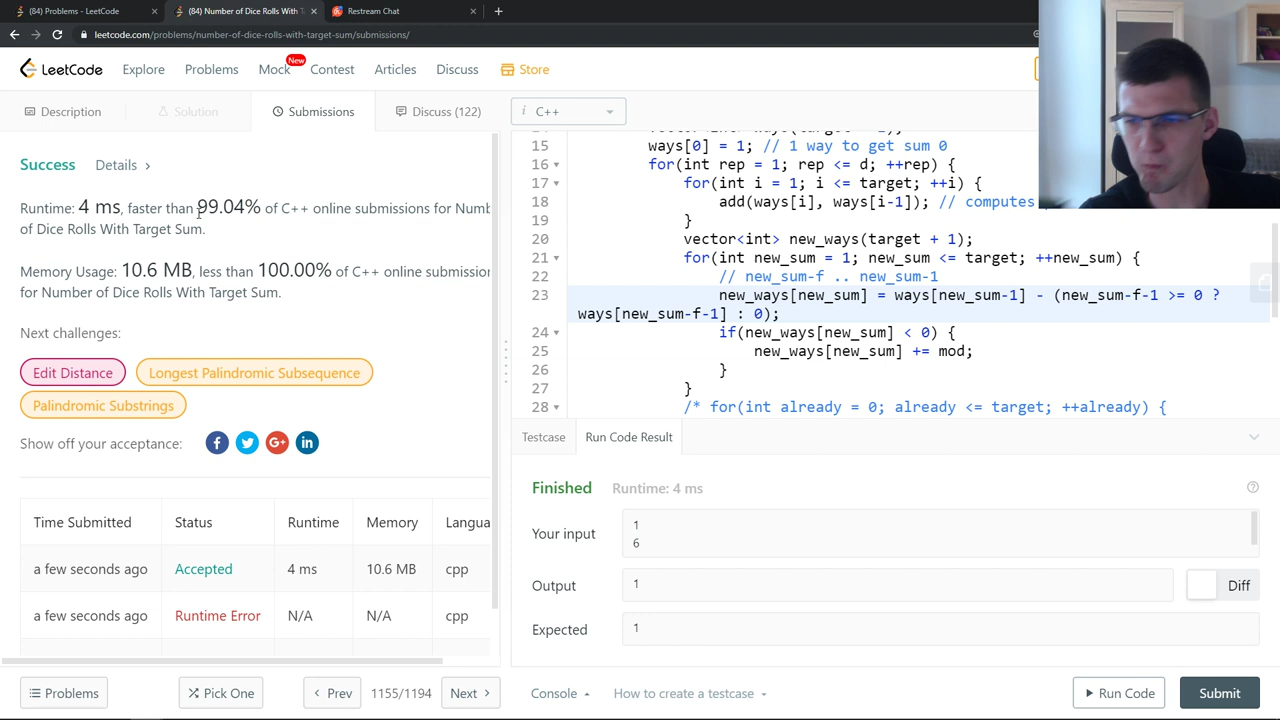 (84) Problems - LeetCode
(84) Number of Dice Rolls With T
Restream Chat
leetcode.com/problems/number-of-dice-rolls-with-target-sum/submissions/
LeetCode
Explore
Problems
Mock
New
Contest
Articles
Discuss
Store
Description
Solution
Submissions
Discuss (122)
i C++
Success
Details
Runtime: 4 ms, faster than 99.04% of C++ online submissions for Numb
of Dice Rolls With Target Sum.
Memory Usage: 10.6 MB, less than 100.00% of C++ online submission
for Number of Dice Rolls With Target Sum.
Next challenges:
Edit Distance
Longest Palindromic Subsequence
Palindromic Substrings
Show off your acceptance:
Time Submitted Status Runtime Memory Langua
a few seconds ago Accepted 4 ms 10.6 MB cpp
a few seconds ago Runtime Error N/A N/A cpp
15 ways[0] = 1; // 1 way to get sum 0
16 for(int rep = 1; rep <= d; ++rep) {
17 for(int i = 1; i <= target; ++i) {
18 add(ways[i], ways[i-1]); // computes
19 }
20 vector<int> new_ways(target + 1);
21 for(int new_sum = 1; new_sum <= target; ++new_sum) {
22 // new_sum-f .. new_sum-1
23 new_ways[new_sum] = ways[new_sum-1] - (new_sum-f-1 >= 0 ?
ways[new_sum-f-1] : 0);
24 if(new_ways[new_sum] < 0) {
25 new_ways[new_sum] += mod;
26 }
27 }
28 /* for(int already = 0; already <= target; ++already) {
Testcase
Run Code Result
Finished
Runtime: 4 ms
Your input
1
6
Output
1
Diff
Expected
1
Problems
Pick One
Prev
1155/1194
Next
Console
How to create a testcase
Run Code
Submit